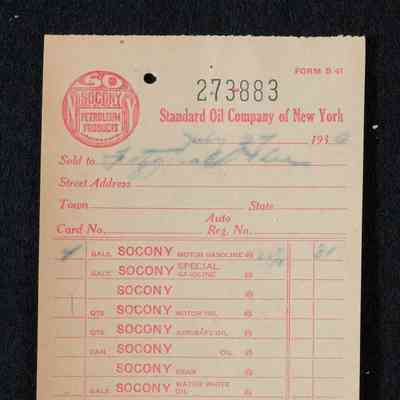 FORM D 41
SO
SOCONY
PETROLEUM
PRODUCTS
273883
Standard Oil Company of New York
July 27 193
Sold to
Street Address
Town State
Auto
Card No. Reg. No.
GALS. SOCONY MOTOR GASOLINE @
GALS. SOCONY SPECIAL GASOLINE @
SOCONY @
QTS. SOCONY MOTOR OIL @
QTS. SOCONY AIRCRAFT OIL @
CAN SOCONY OIL @
SOCONY GEAR @
GALS. SOCONY WATER WHITE OIL @